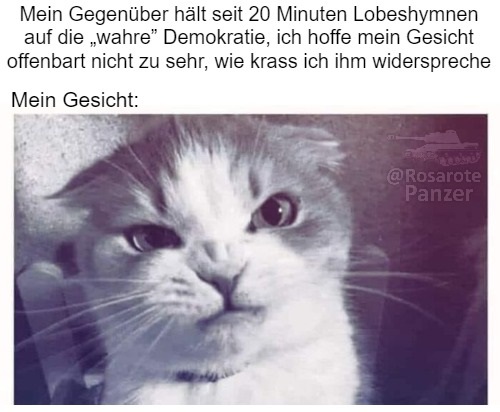 Mein Gegenüber hält seit 20 Minuten Lobeshymnen
auf die „wahre” Demokratie, ich hoffe mein Gesicht
offenbart nicht zu sehr, wie krass ich ihm widerspreche
Mein Gesicht:
@Rosarote
Panzer